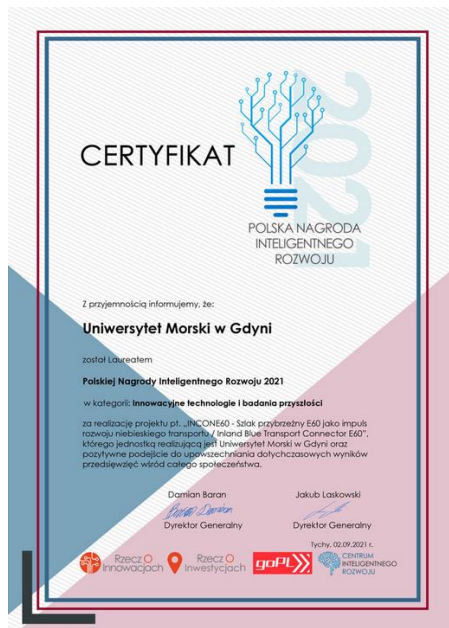 2021
CERTYFIKAT
POLSKA NAGRODA
INTELIGENTNEGO
ROZWOJU
Z przyjemnością informujemy, że:
Uniwersytet Morski w Gdyni
został Laureatem
Polskiej Nagrody Inteligentnego Rozwoju 2021
w kategorii: Innowacyjne technologie i badania przyszłości
za realizację projektu pt. „INCONE60 - Szlak przybrzeżny E60 jako impuls
rozwoju niebieskiego transportu / Inland Blue Transport Connector E60”,
którego jednostką realizującą jest Uniwersytet Morski w Gdyni oraz
pozytywne podejście do upowszechniania dotychczasowych wyników
przedsięwzięć wśród całego społeczeństwa.
Damian Baran Jakub Laskowski
Damian Baran
Dyrektor Generalny Dyrektor Generalny
Tychy, 02.09.2021 r.
Rzecz O Innowacjach
Rzecz O Inwestycjach
goPL
CENTRUM
INTELIGENTNEGO
ROZWOJU